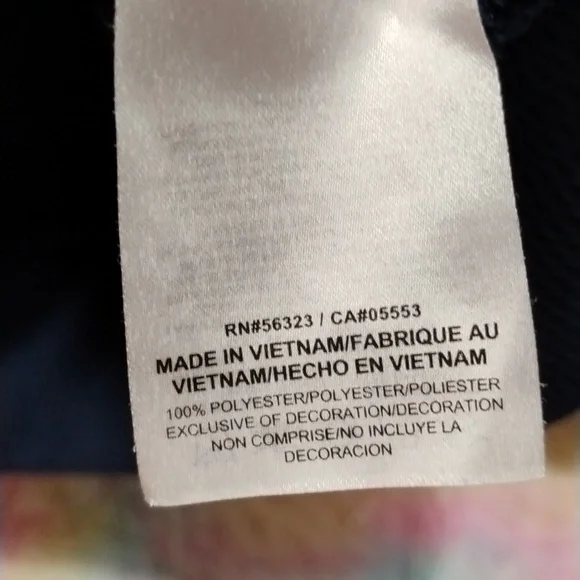 RN#56323 / CA#05553
MADE IN VIETNAM/FABRIQUE AU
VIETNAM/HECHO EN VIETNAM
100% POLYESTER/POLYESTER/POLIESTER
EXCLUSIVE OF DECORATION/DECORATION
NON COMPRISE/NO INCLUYE LA
DECORACION